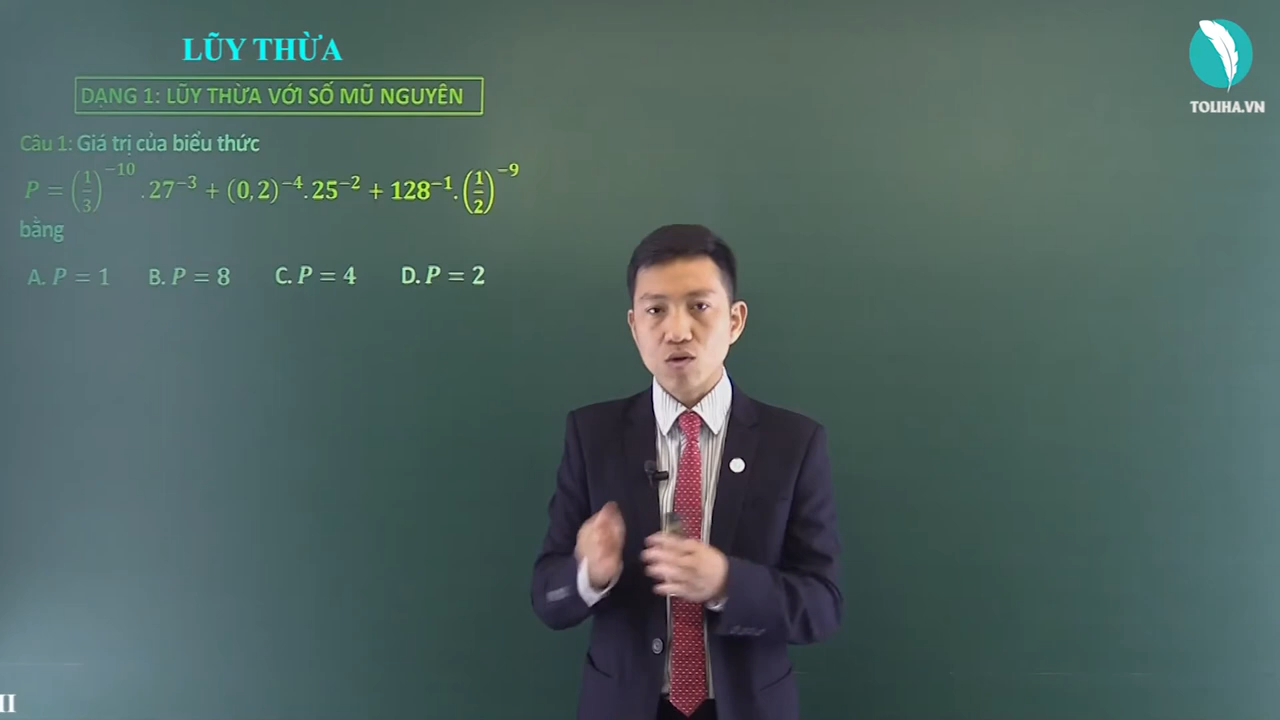 LŨY THỪA
DẠNG 1: LŨY THỪA VỚI SỐ MŨ NGUYÊN
Câu 1: Giá trị của biểu thức
P = (1/3)^−10 .27^−3 + (0,2)^−4.25^−2 + 128^−1.(1/2)^−9
bằng
A. P = 1 B. P = 8 C. P = 4 D. P = 2
TOLIHA.VN
II